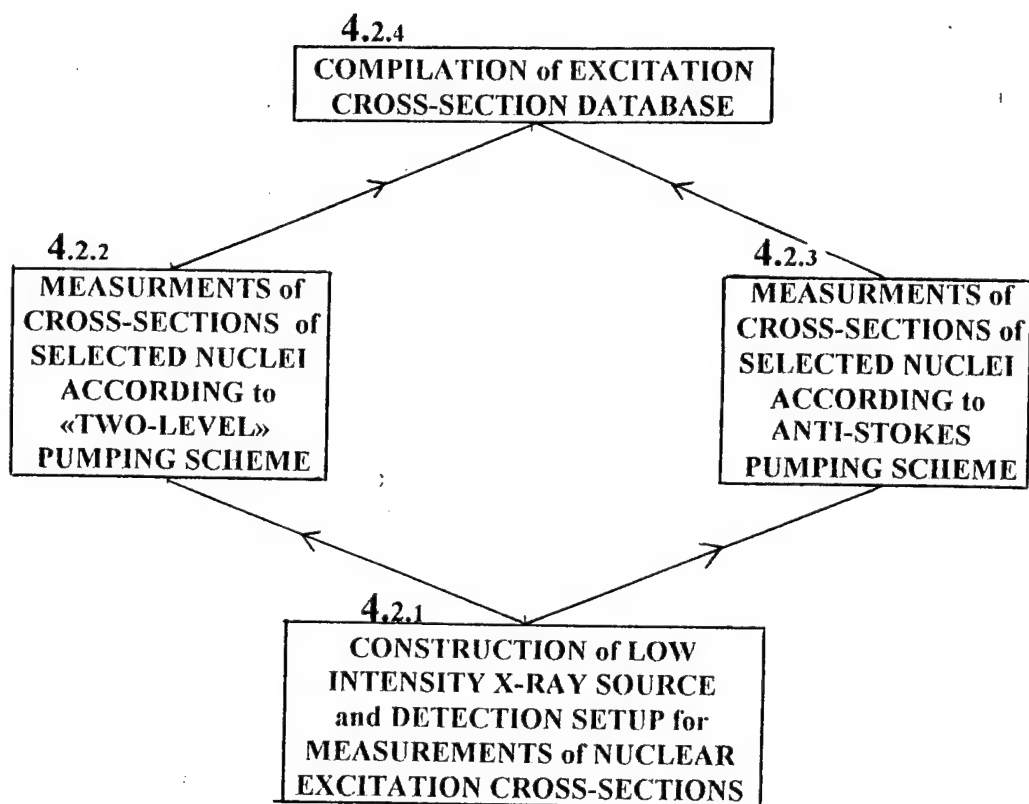 4.2.4
COMPILATION of EXCITATION
CROSS-SECTION DATABASE
4.2.2
MEASURMENTS of
CROSS-SECTIONS of
SELECTED NUCLEI
ACCORDING to
«TWO-LEVEL»
PUMPING SCHEME
4.2.3
MEASURMENTS of
CROSS-SECTIONS of
SELECTED NUCLEI
ACCORDING to
ANTI-STOKES
PUMPING SCHEME
4.2.1
CONSTRUCTION of LOW
INTENSITY X-RAY SOURCE
and DETECTION SETUP for
MEASUREMENTS of NUCLEAR
EXCITATION CROSS-SECTIONS